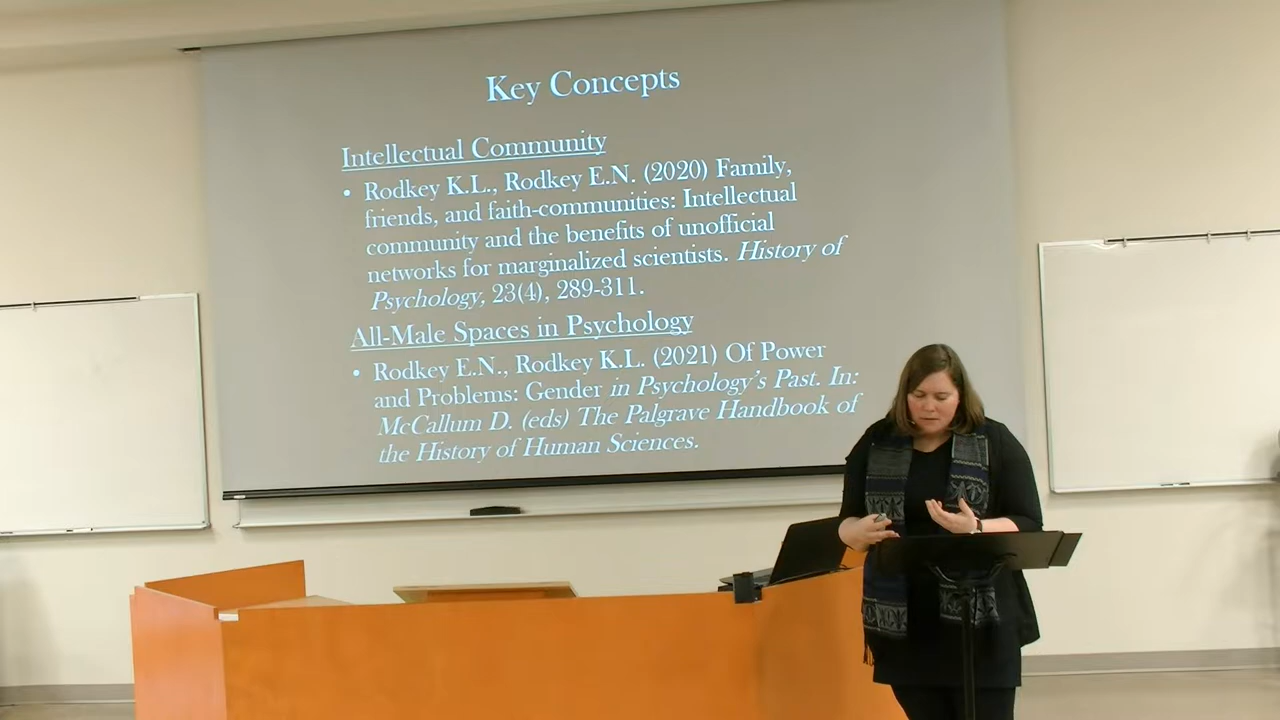 Key Concepts
Intellectual Community
• Rodkey K.L., Rodkey E.N. (2020) Family,
friends, and faith-communities: Intellectual
community and the benefits of unofficial
networks for marginalized scientists. History of
Psychology, 23(4), 289-311.
All-Male Spaces in Psychology
• Rodkey E.N., Rodkey K.L. (2021) Of Power
and Problems: Gender in Psychology's Past. In:
McCallum D. (eds) The Palgrave Handbook of
the History of Human Sciences.